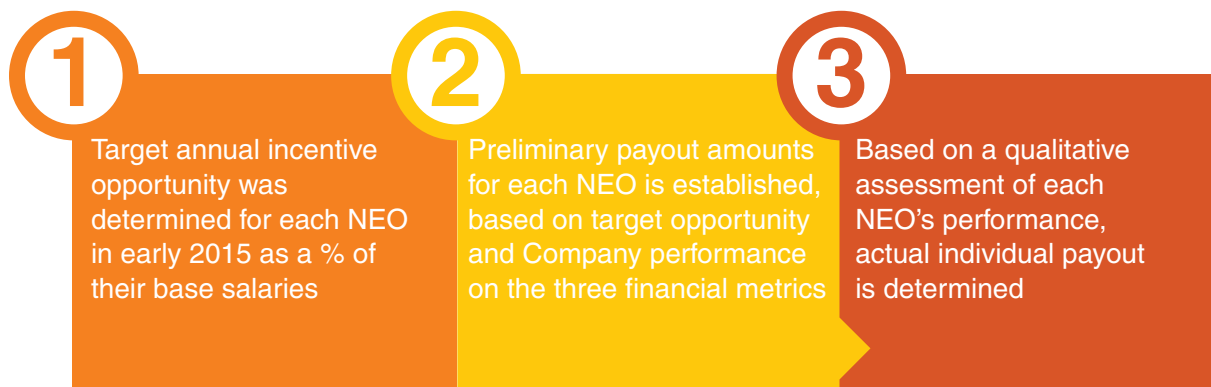 1
Target annual incentive
opportunity was
determined for each NEO
in early 2015 as a % of
their base salaries
2
Preliminary payout amounts
for each NEO is established,
based on target opportunity
and Company performance
on the three financial metrics
3
Based on a qualitative
assessment of each
NEO’s performance,
actual individual payout
is determined